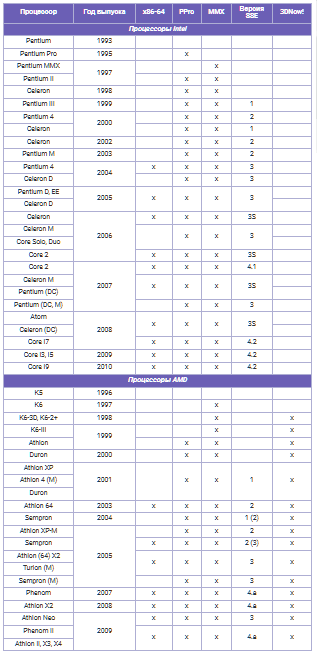 Процессор Год выпуска x86-64 PPro MMX Версия SSE 3DNow!
Процессоры Intel
Pentium 1993
Pentium Pro 1995 x
Pentium MMX 1997 x
Pentium II x x
Celeron 1998 x x
Pentium III 1999 x x 1
Pentium 4 2000 x x 2
Celeron x x 1
Celeron 2002 x x 2
Pentium M 2003 x x 2
Pentium 4 2004 x x x 3
Celeron D x x 3
Pentium D, EE 2005 x x x 3
Celeron D
Celeron 2006 x x x 3S
Celeron M x x 3
Core Solo, Duo
Core 2 x x x 3S
Core 2 2007 x x x 4.1
Celeron M x x x 3S
Pentium (DC)
Pentium (DC, M) x x 3
Atom 2008 x x x 3S
Celeron (DC)
Core i7 x x x 4.2
Core i3, i5 2009 x x x 4.2
Core i9 2010 x x x 4.2
Процессоры AMD
K5 1996
K6 1997 x
K6-3D, K6-2+ 1998 x x
K6-III 1999 x x
Athlon x x x
Duron 2000 x x x
Athlon XP 2001 x x 1 x
Athlon 4 (M)
Duron
Athlon 64 2003 x x x 2 x
Sempron 2004 x x 1 (2) x
Athlon XP-M 2005 x x 2 x
Sempron x x x 2 (3) x
Athlon (64) X2 x x x 3 x
Turion (M)
Sempron (M) x x 3 x
Phenom 2007 x x x 4.a x
Athlon X2 2008 x x x 4.a x
Athlon Neo 2009 x x x 3 x
Phenom II x x x 4.a x
Athlon II, X3, X4